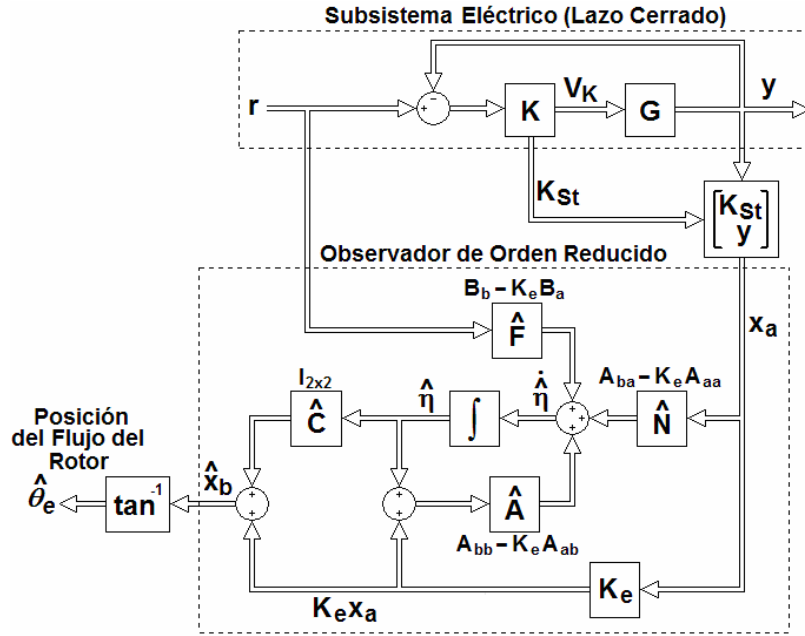 Subsistema Eléctrico (Lazo Cerrado)
r
−
+
K
V_K
G
y
K_St
[K_St
y]
Observador de Orden Reducido
B_b − K_e B_a
F̂
x_a
I_2x2
Ĉ
η̂
∫
η̂̇
+
+
+
A_ba − K_e A_aa
N̂
Posición
del Flujo del
Rotor
θ̂_e
tan⁻¹
x̂_b
+
+
+
+
Â
A_bb − K_e A_ab
K_e x_a
K_e